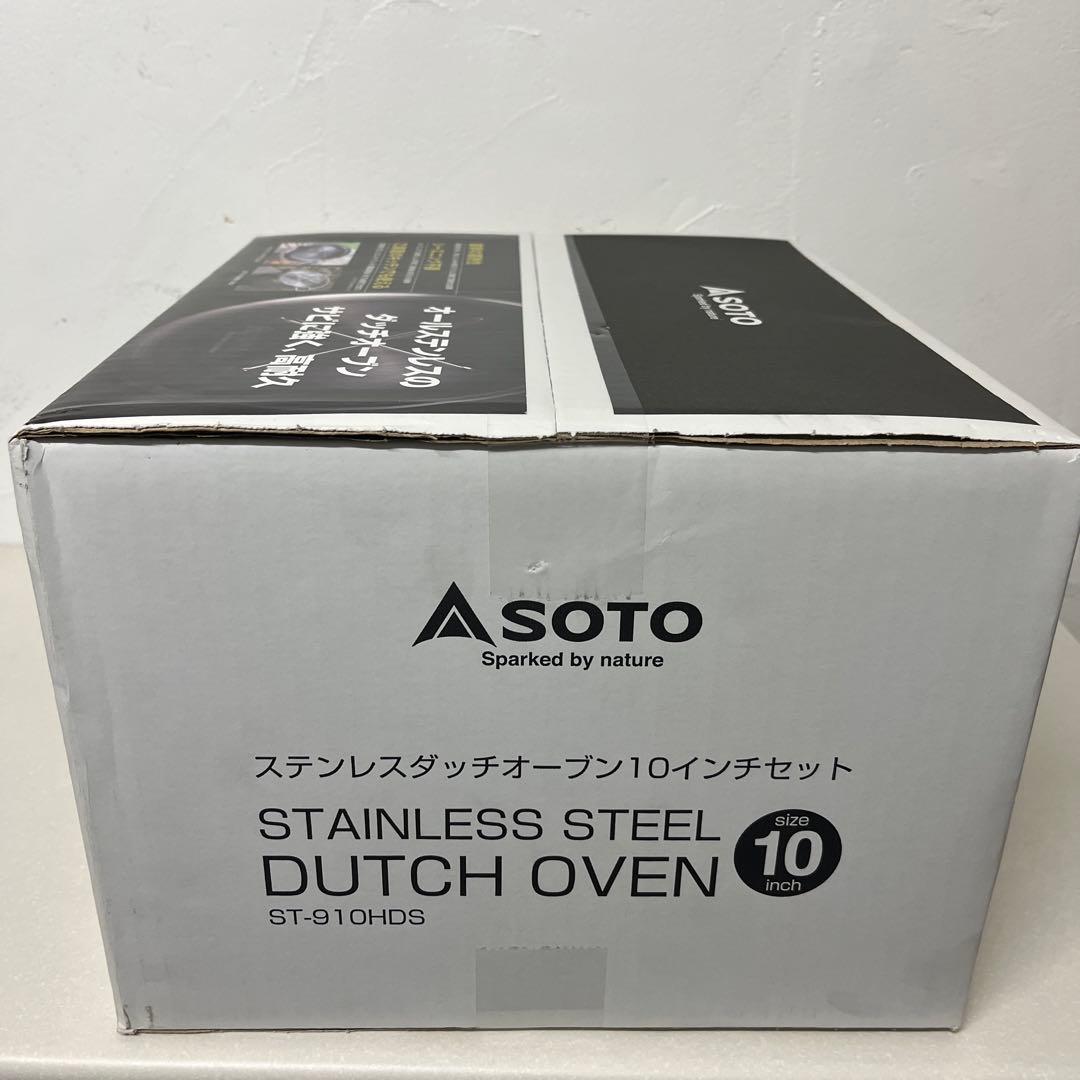 オールステンレスの
ダッチオーブン
サビに強く、高耐久
SOTO
Sparked by nature
SOTO
Sparked by nature
ステンレスダッチオーブン10インチセット
STAINLESS STEEL
DUTCH OVEN
size
10
inch
ST-910HDS